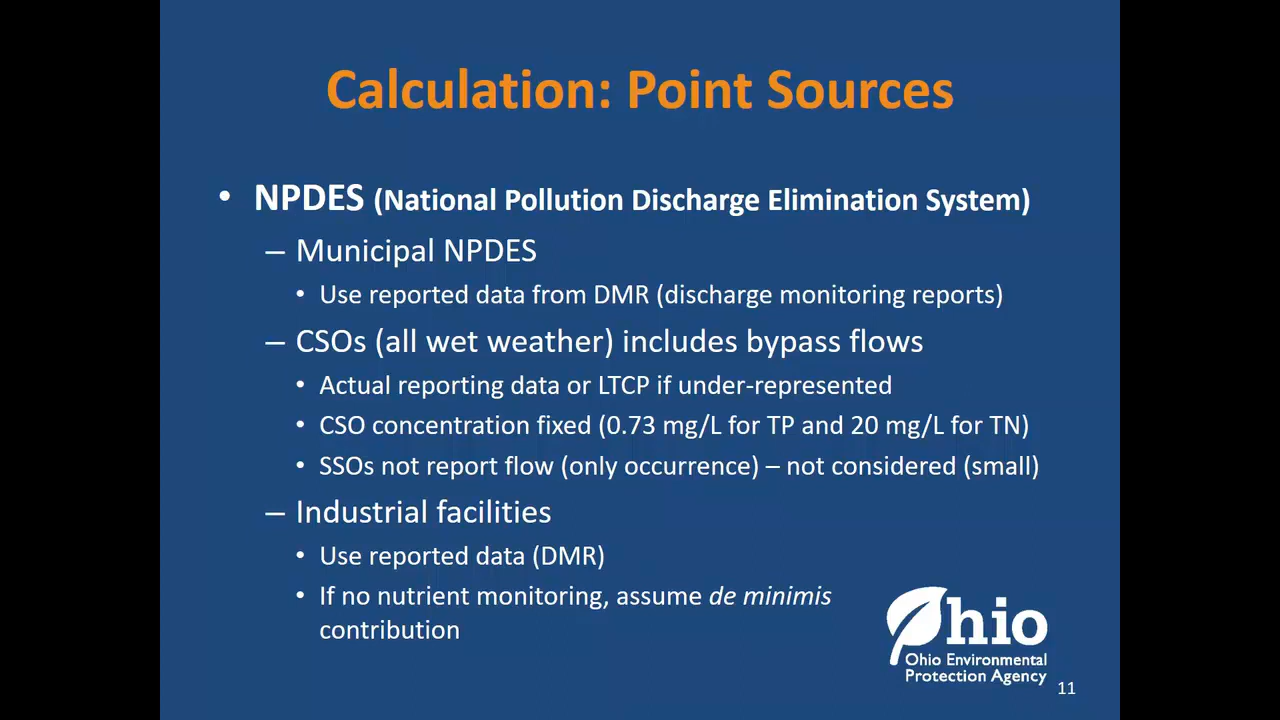 Calculation: Point Sources
• NPDES (National Pollution Discharge Elimination System)
– Municipal NPDES
• Use reported data from DMR (discharge monitoring reports)
– CSOs (all wet weather) includes bypass flows
• Actual reporting data or LTCP if under-represented
• CSO concentration fixed (0.73 mg/L for TP and 20 mg/L for TN)
• SSOs not report flow (only occurrence) – not considered (small)
– Industrial facilities
• Use reported data (DMR)
• If no nutrient monitoring, assume de minimis
contribution
Ohio
Ohio Environmental
Protection Agency
11